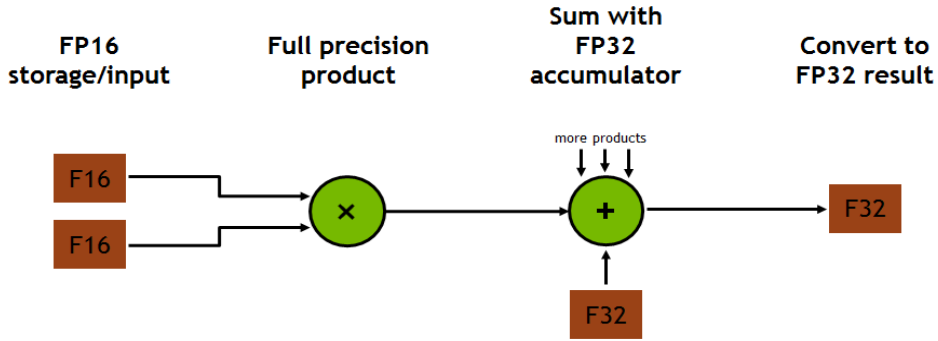 FP16
storage/input
Full precision
product
Sum with
FP32
accumulator
Convert to
FP32 result
more products
F16
F16
×
+
F32
F32